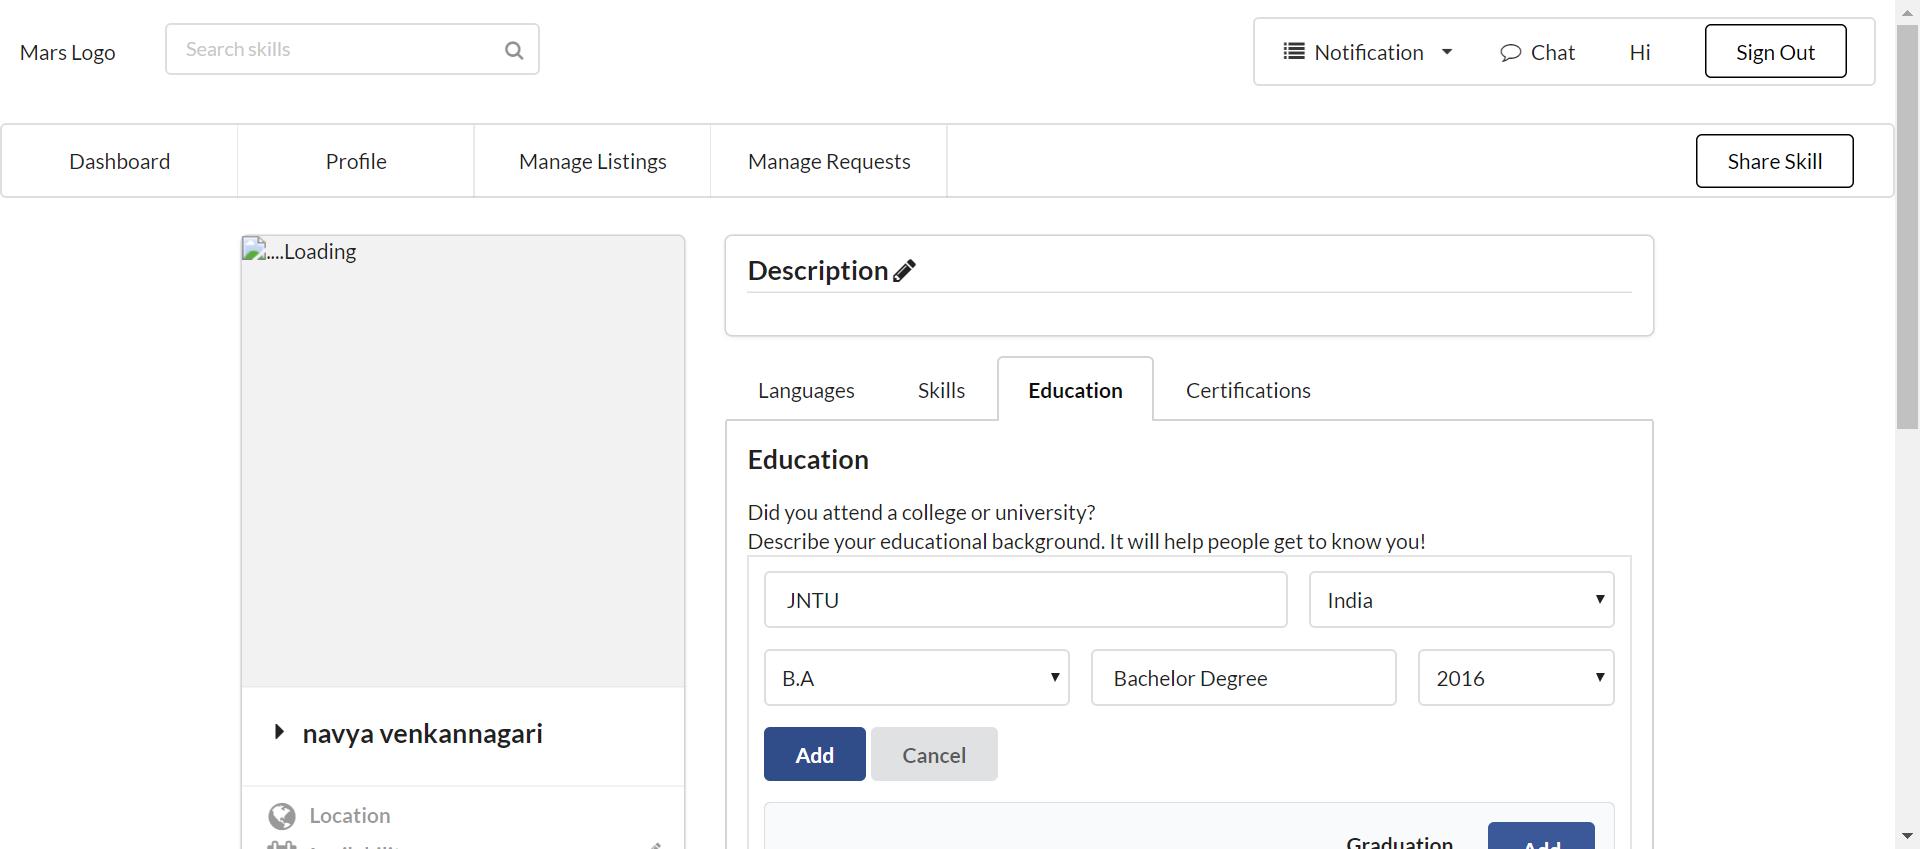 Mars Logo
Search skills
Notification
Chat
Hi
Sign Out
Dashboard
Profile
Manage Listings
Manage Requests
Share Skill
....Loading
navya venkannagari
Location
Description
Languages
Skills
Education
Certifications
Education
Did you attend a college or university?
Describe your educational background. It will help people get to know you!
JNTU
India
B.A
Bachelor Degree
2016
Add
Cancel
Graduation
Add